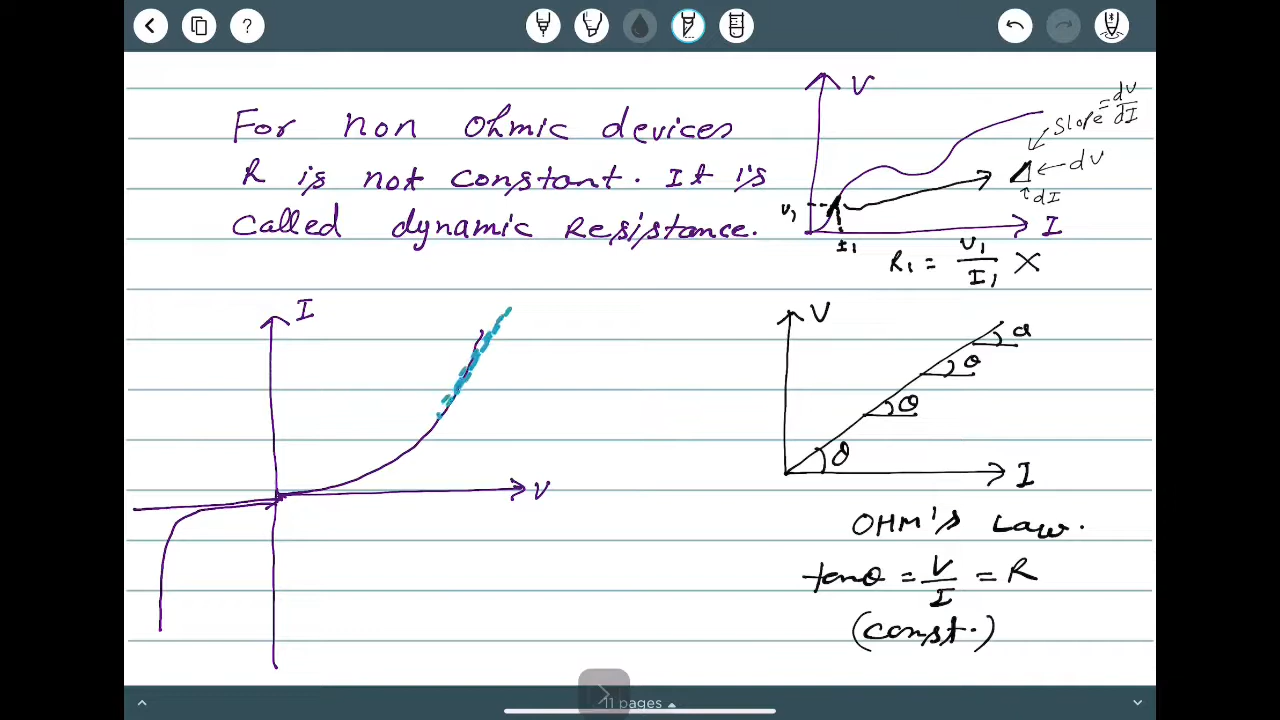 ?
For non Ohmic devices
R is not constant. It is
called dynamic Resistance.
V
Slope = dV/dI
dV
dI
V1
I1
I
R1 = V1/I1 X
I
V
V
θ
θ
θ
θ
I
OHM's Law.
tanθ = V/I = R
(const.)
11 pages